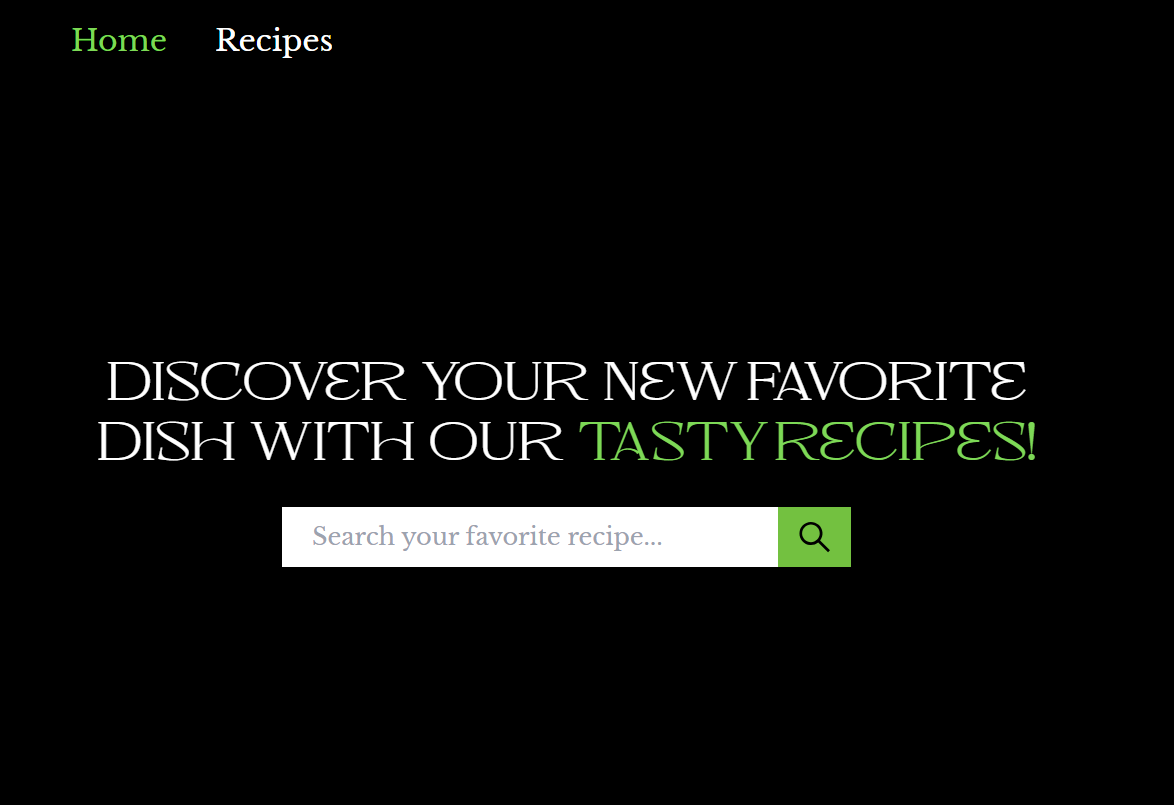 Home Recipes
DISCOVER YOUR NEW FAVORITE
DISH WITH OUR TASTY RECIPES!
Search your favorite recipe...